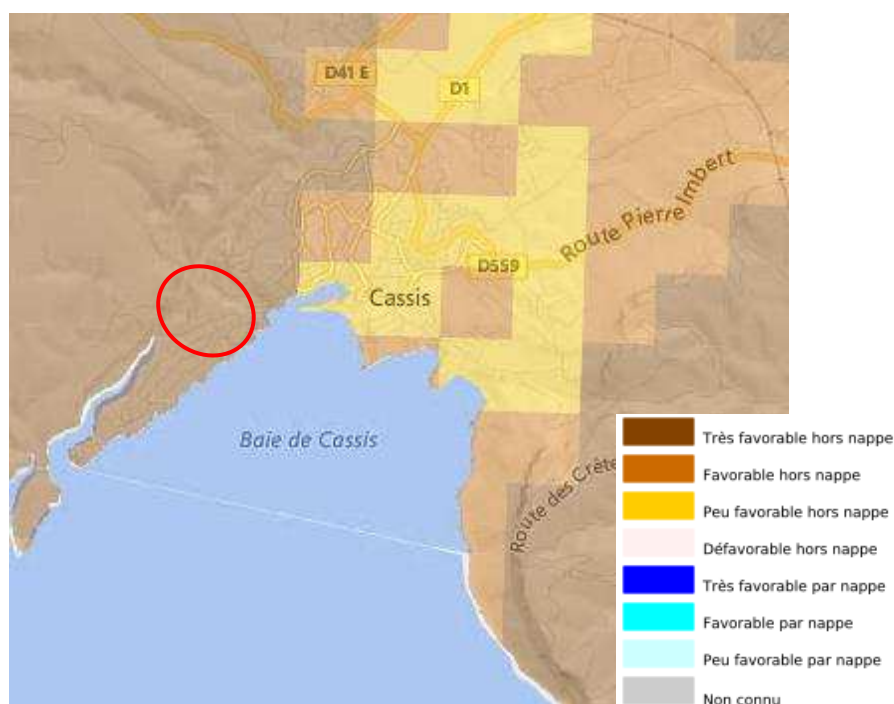 D41 E
D1
Route Pierre Imbert
D559
Cassis
Baie de Cassis
Route des Crête
Très favorable hors nappe
Favorable hors nappe
Peu favorable hors nappe
Défavorable hors nappe
Très favorable par nappe
Favorable par nappe
Peu favorable par nappe
Non connu